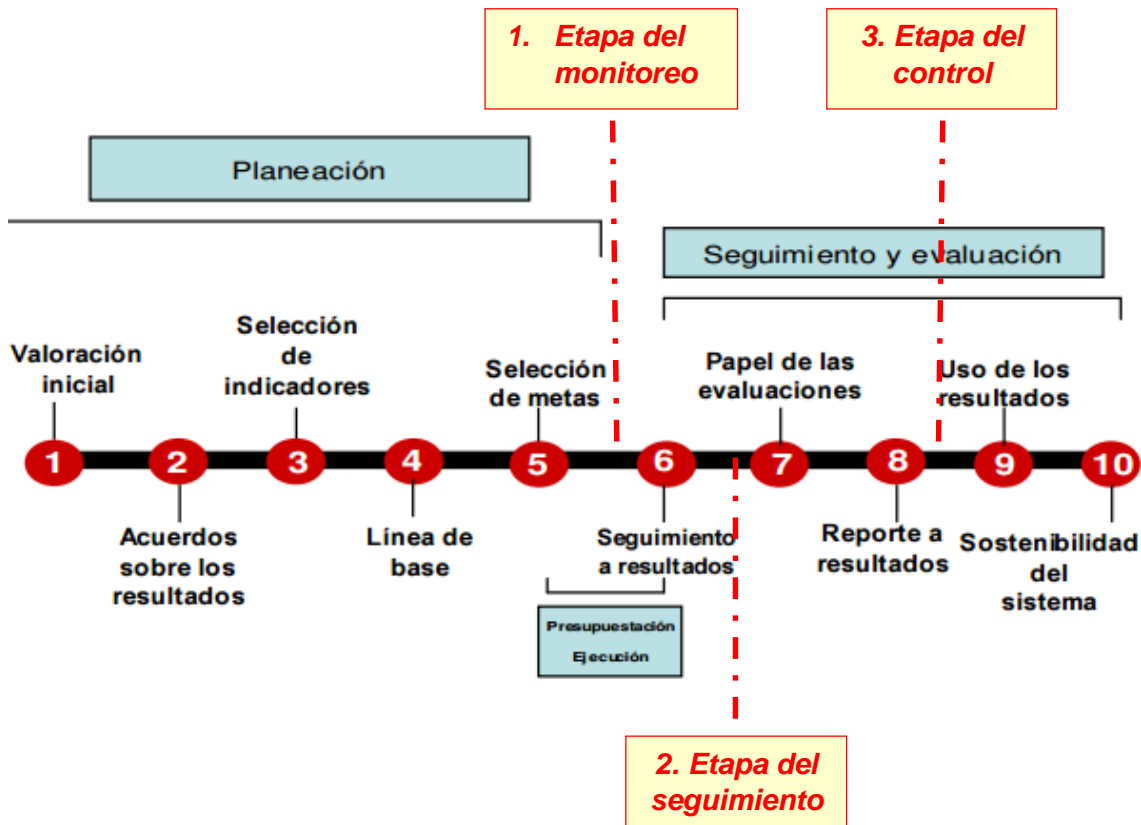 1. Etapa del
monitoreo
3. Etapa del
control
Planeación
Seguimiento y evaluación
Valoración
inicial
Selección
de
indicadores
Selección
de metas
Papel de las
evaluaciones
Uso de los
resultados
1
2
3
4
5
6
7
8
9
10
Acuerdos
sobre los
resultados
Línea de
base
Seguimiento
a resultados
Reporte a
resultados
Sostenibilidad
del
sistema
Presupuestación
Ejecución
2. Etapa del
seguimiento